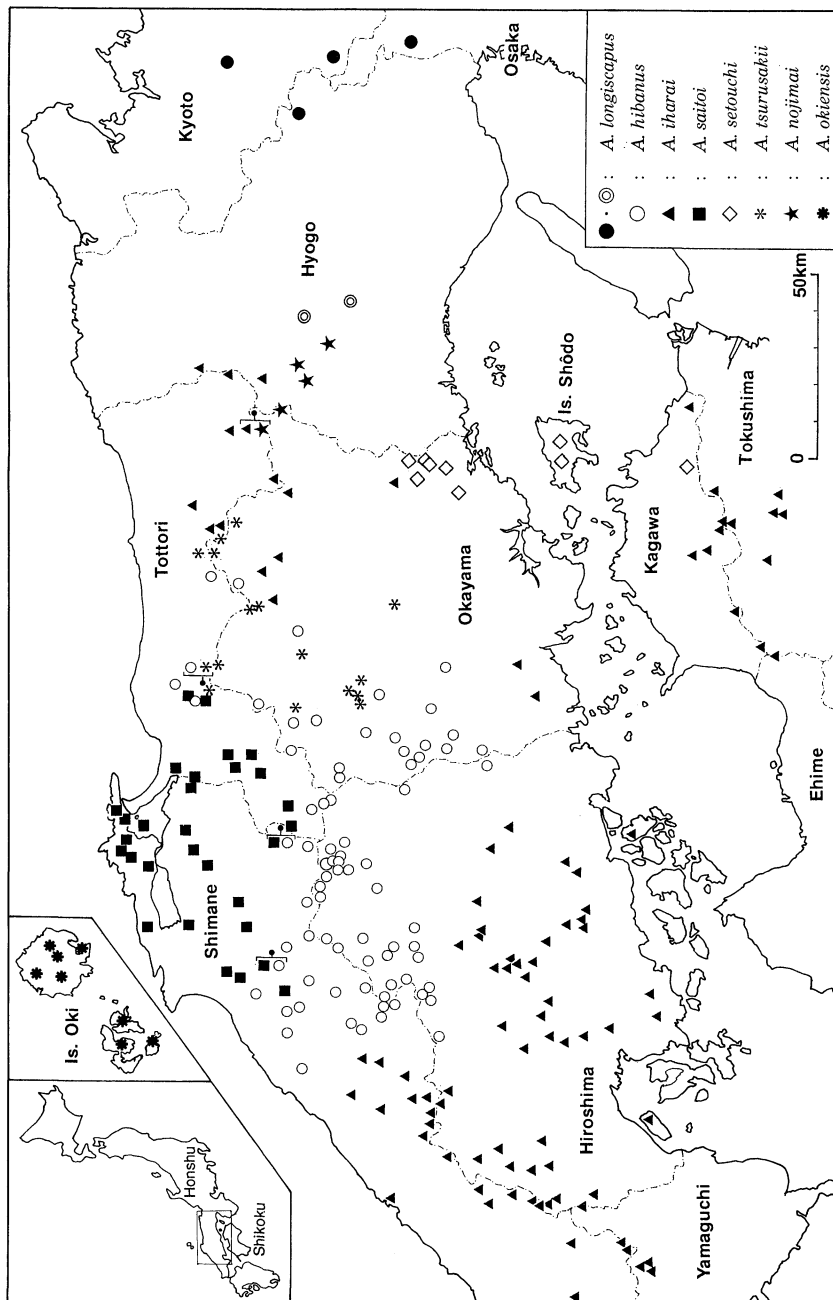 Honshu
Shikoku
Is. Oki
Shimane
Tottori
Kyoto
Hyogo
Okayama
Hiroshima
Yamaguchi
Osaka
Is. Shôdo
Kagawa
Tokushima
Ehime
0 50km
● · ◎ : A. longiscapus
○ : A. hibanus
▲ : A. iharai
■ : A. saitoi
◇ : A. setouchi
* : A. tsurusakii
★ : A. nojimai
✸ : A. okiensis